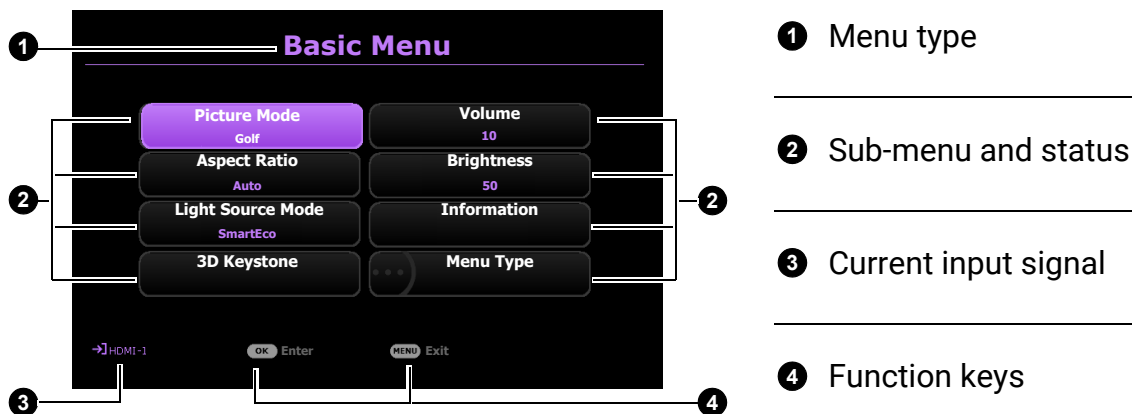 1
Basic Menu
Picture Mode
Golf
Volume
10
Aspect Ratio
Auto
Brightness
50
2
2
Light Source Mode
SmartEco
Information
3D Keystone
Menu Type
HDMI-1
OK Enter
MENU Exit
3
4
1 Menu type
2 Sub-menu and status
3 Current input signal
4 Function keys